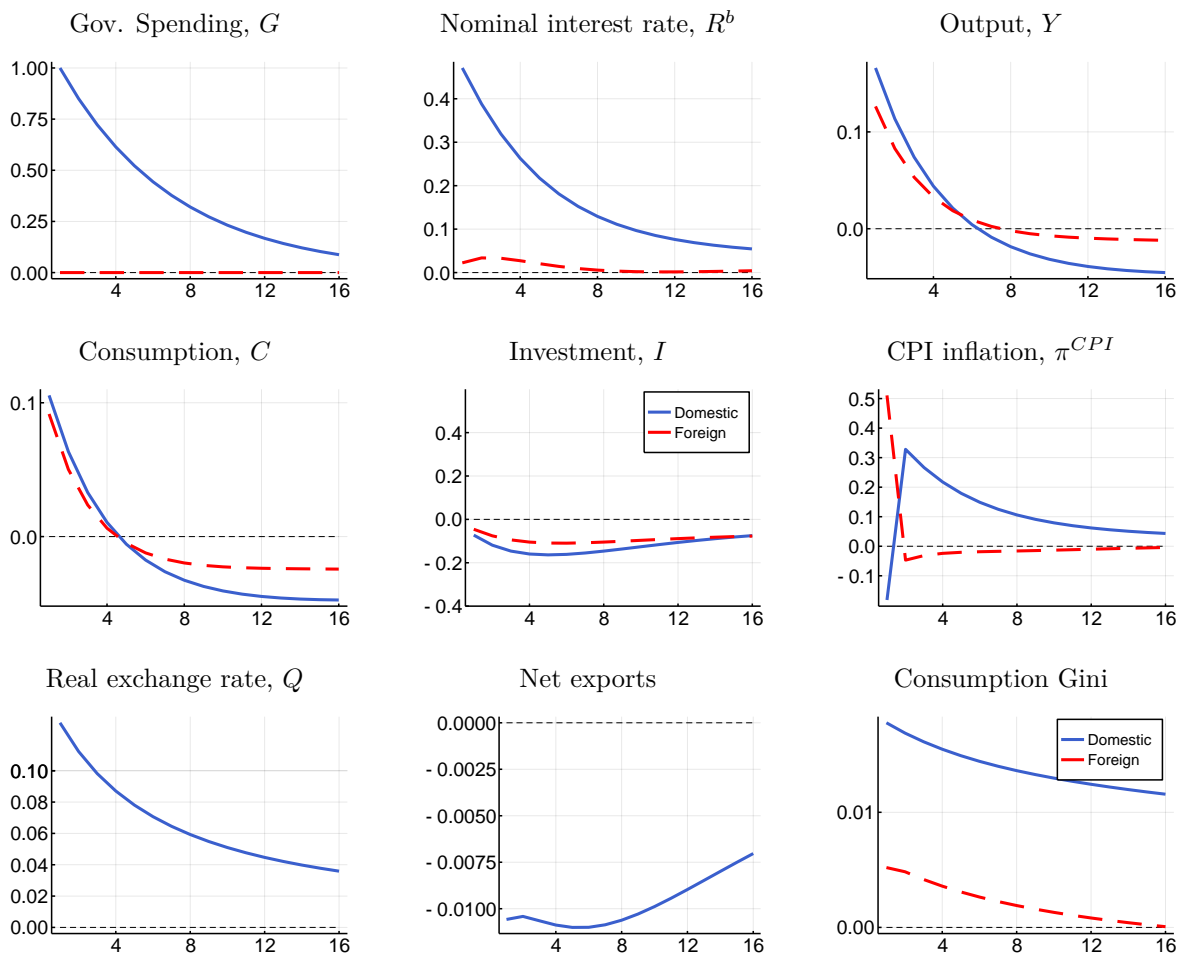 Gov. Spending, G
Nominal interest rate, R^b
Output, Y
1.00
0.75
0.50
0.25
0.00
4 8 12 16
0.4
0.3
0.2
0.1
0.0
4 8 12 16
0.1
0.0
4 8 12 16
Consumption, C
Investment, I
CPI inflation, π^{CPI}
0.1
0.0
4 8 12 16
Domestic
Foreign
0.4
0.2
0.0
- 0.2
- 0.4
4 8 12 16
0.5
0.4
0.3
0.2
0.1
0.0
- 0.1
4 8 12 16
Real exchange rate, Q
Net exports
Consumption Gini
0.10
0.08
0.06
0.04
0.02
0.00
4 8 12 16
0.0000
- 0.0025
- 0.0050
- 0.0075
- 0.0100
4 8 12 16
Domestic
Foreign
0.01
0.00
4 8 12 16